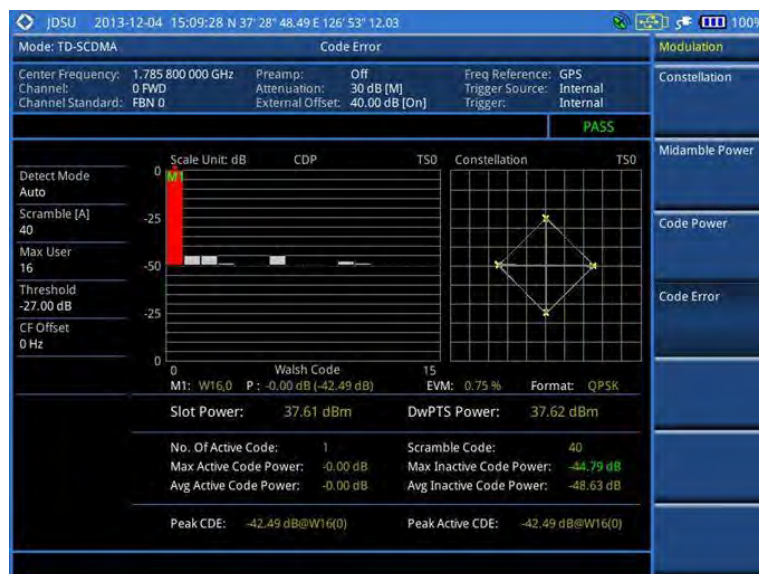 JDSU 2013-12-04 15:09:28 N 37° 28" 48.49 E 126° 53" 12.03 100%
Mode: TD-SCDMA Code Error Modulation
Center Frequency: 1.785 800 000 GHz Preamp: Off Freq Reference: GPS
Channel: 0 FWD Attenuation: 30 dB [M] Trigger Source: Internal
Channel Standard: FBN 0 External Offset: 40.00 dB [On] Trigger: Internal
Constellation
PASS
Midamble Power
Code Power
Code Error
Scale Unit: dB CDP TS0 Constellation TS0
M1
0
-25
-50
-25
0
0 Walsh Code 15
Detect Mode
Auto
Scramble [A]
40
Max User
16
Threshold
-27.00 dB
CF Offset
0 Hz
M1: W16,0 P : -0.00 dB (-42.49 dB) EVM: 0.75 % Format: QPSK
Slot Power: 37.61 dBm DwPTS Power: 37.62 dBm
No. Of Active Code: 1 Scramble Code: 40
Max Active Code Power: -0.00 dB Max Inactive Code Power: -44.79 dB
Avg Active Code Power: -0.00 dB Avg Inactive Code Power: -48.63 dB
Peak CDE: -42.49 dB@W16(0) Peak Active CDE: -42.49 dB@W16(0)